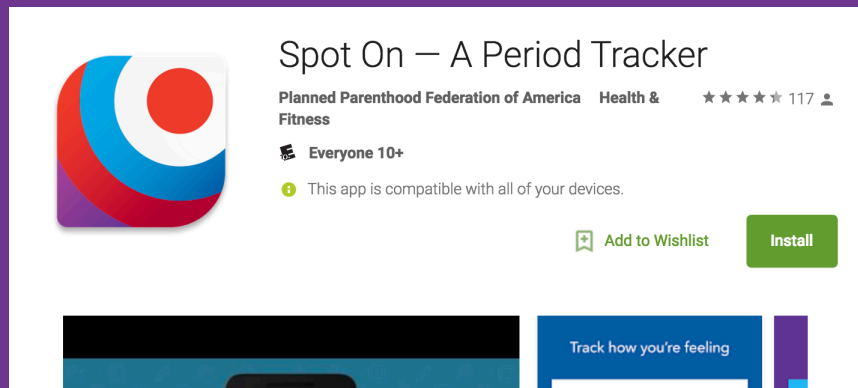 Spot On — A Period Tracker
Planned Parenthood Federation of America Health &
Fitness
117
Everyone 10+
This app is compatible with all of your devices.
Add to Wishlist
Install
Track how you're feeling